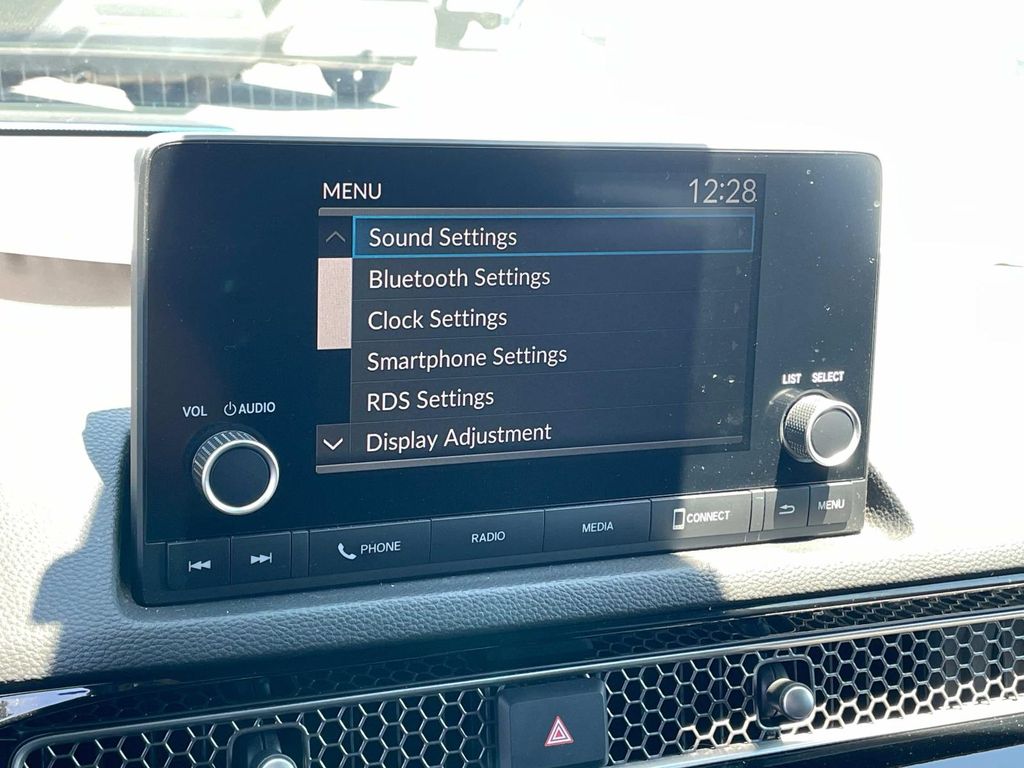 MENU 12:28
Sound Settings
Bluetooth Settings
Clock Settings
Smartphone Settings
RDS Settings
Display Adjustment
VOL AUDIO
LIST SELECT
PHONE
RADIO
MEDIA
CONNECT
MENU